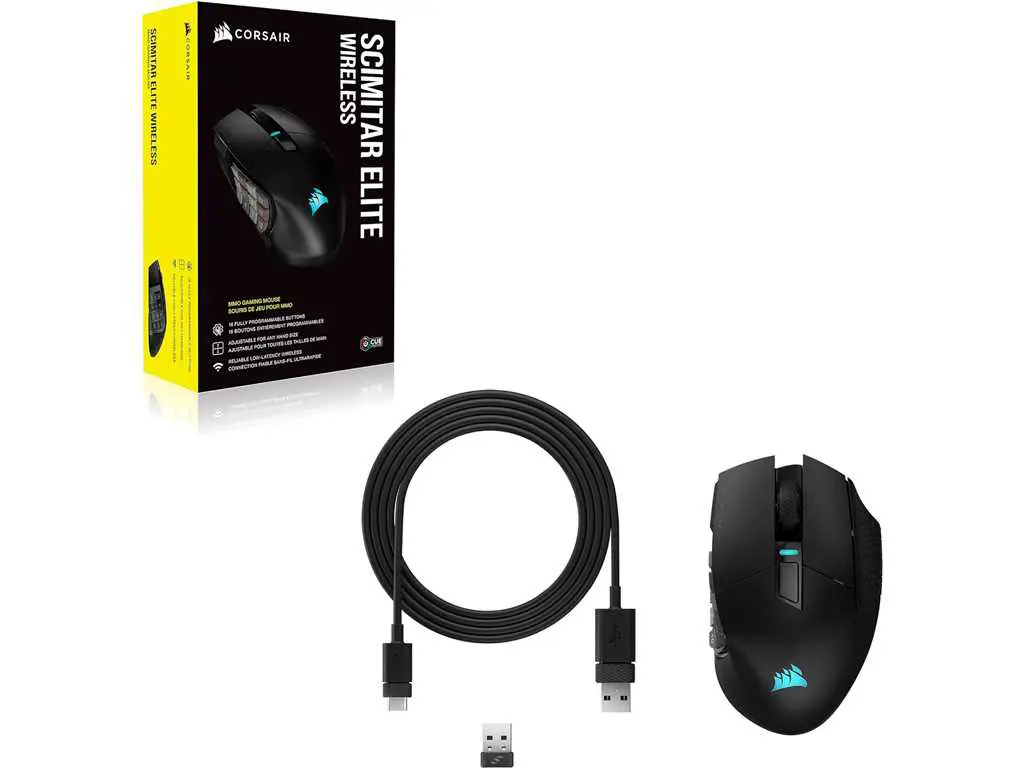 CORSAIR
SCIMITAR ELITE
WIRELESS
MMO GAMING MOUSE
SOURIS DE JEU POUR MMO
16 FULLY PROGRAMMABLE BUTTONS
16 BOUTONS ENTIÈREMENT PROGRAMMABLES
ADJUSTABLE FOR ANY HAND SIZE
AJUSTABLE POUR TOUTES LES TAILLES DE MAIN
RELIABLE LOW-LATENCY WIRELESS
CONNECTION FIABLE SANS-FIL ULTRARAPIDE
CUE
CORSAIR
SCIMITAR ELITE WIRELESS